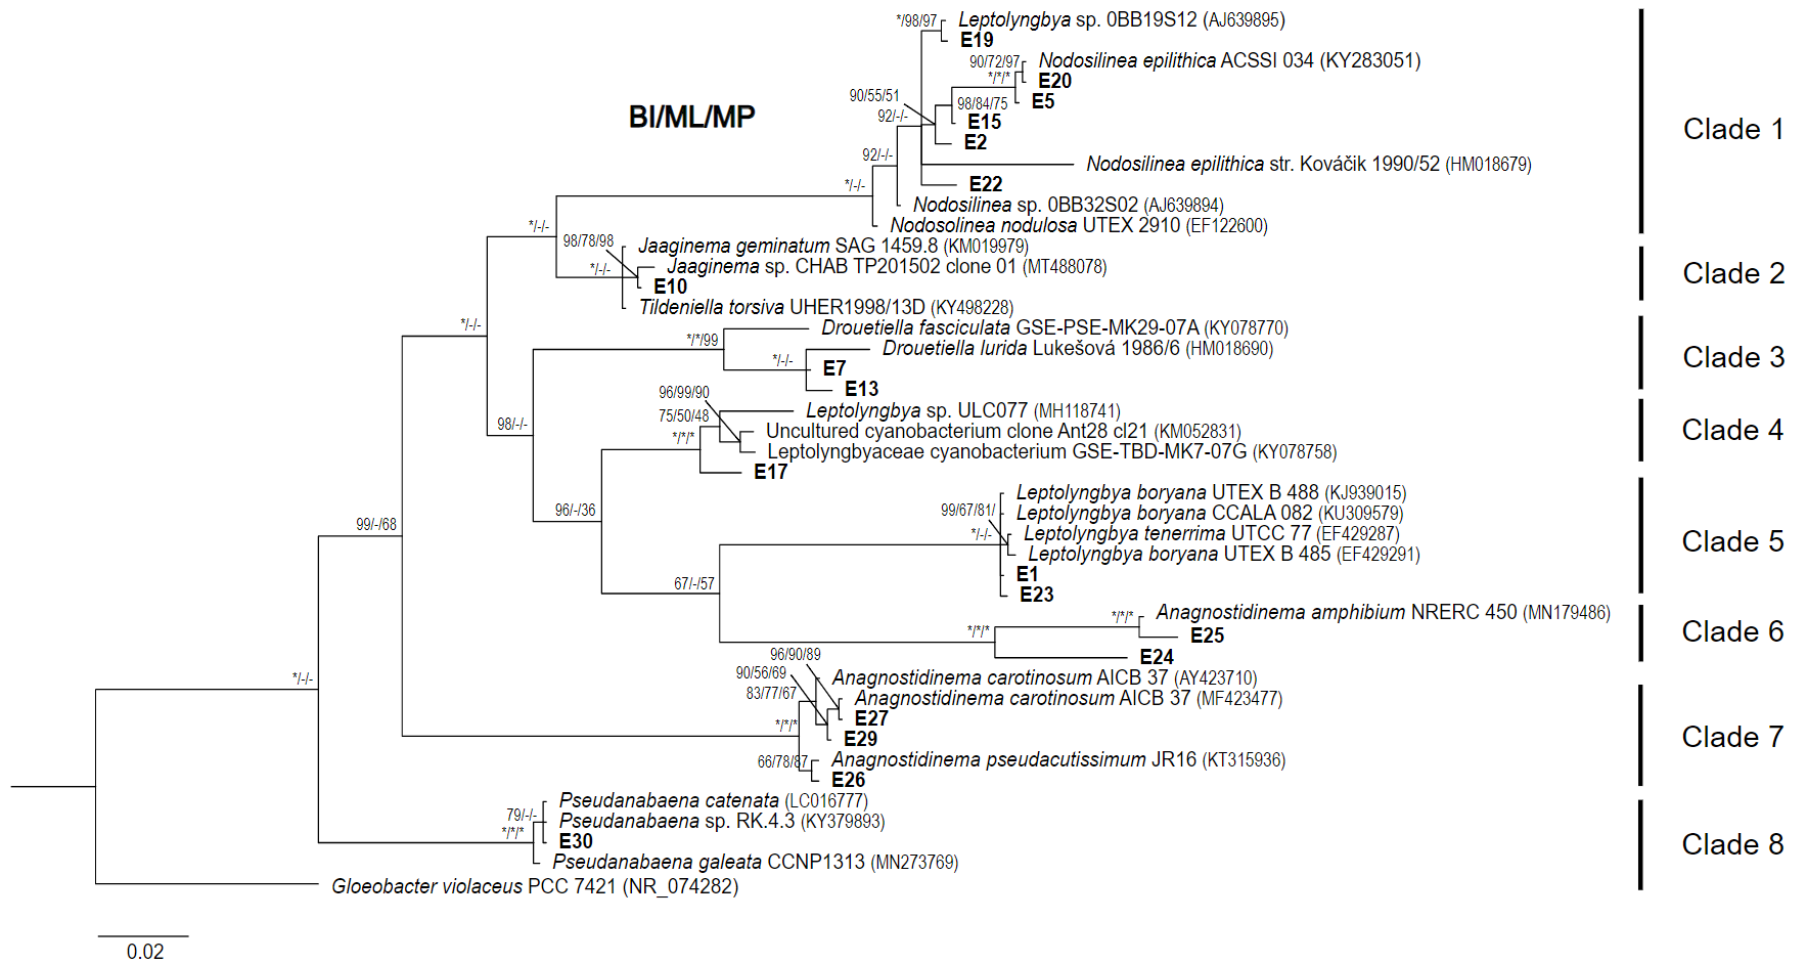 */98/97
Leptolyngbya sp. 0BB19S12 (AJ639895)
E19
90/72/97
Nodosilinea epilithica ACSSI 034 (KY283051)
*/*/*
E20
90/55/51
98/84/75
E5
BI/ML/MP
92/-/-
E15
E2
Clade 1
92/-/-
Nodosilinea epilithica str. Kováčik 1990/52 (HM018679)
*/-/-
E22
Nodosilinea sp. 0BB32S02 (AJ639894)
*/-/-
Nodosolinea nodulosa UTEX 2910 (EF122600)
98/78/98
Jaaginema geminatum SAG 1459.8 (KM019979)
*/-/-
Jaaginema sp. CHAB TP201502 clone 01 (MT488078)
Clade 2
E10
Tildeniella torsiva UHER1998/13D (KY498228)
*/-/-
Drouetiella fasciculata GSE-PSE-MK29-07A (KY078770)
*/*/99
Drouetiella lurida Lukešová 1986/6 (HM018690)
Clade 3
*/-/-
E7
E13
96/99/90
75/50/48
Leptolyngbya sp. ULC077 (MH118741)
98/-/-
*/*/*
Uncultured cyanobacterium clone Ant28 cl21 (KM052831)
Clade 4
Leptolyngbyaceae cyanobacterium GSE-TBD-MK7-07G (KY078758)
E17
Leptolyngbya boryana UTEX B 488 (KJ939015)
96/-/36
99/67/81/
Leptolyngbya boryana CCALA 082 (KU309579)
99/-/68
*/-/-
Leptolyngbya tenerrima UTCC 77 (EF429287)
Clade 5
Leptolyngbya boryana UTEX B 485 (EF429291)
67/-/57
E1
E23
*/*/*
Anagnostidinema amphibium NRERC 450 (MN179486)
*/*/*
E25
Clade 6
E24
96/90/89
90/56/69
Anagnostidinema carotinosum AICB 37 (AY423710)
*/-/-
83/77/67
Anagnostidinema carotinosum AICB 37 (MF423477)
*/*/*
E27
E29
Clade 7
66/78/87
Anagnostidinema pseudacutissimum JR16 (KT315936)
E26
Pseudanabaena catenata (LC016777)
79/-/-
Pseudanabaena sp. RK.4.3 (KY379893)
*/*/*
E30
Clade 8
Pseudanabaena galeata CCNP1313 (MN273769)
Gloeobacter violaceus PCC 7421 (NR_074282)
0.02